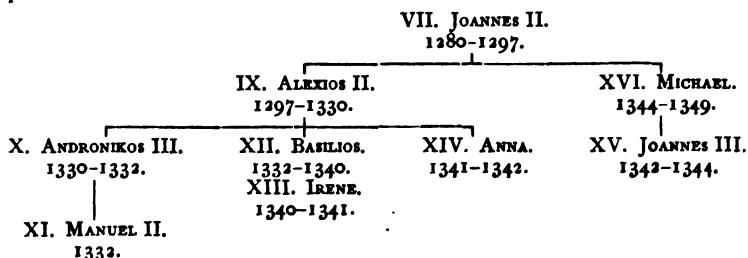 VII. Joannes II.
1280–1297.
IX. Alexios II.
XVI. Michael.
1297–1330.
1344–1349.
X. Andronikos III.
XII. Basilios.
XIV. Anna.
XV. Joannes III.
1330–1332.
1332–1340.
1341–1342.
1342–1344.
XIII. Irene.
1340–1341.
XI. Manuel II.
1332.